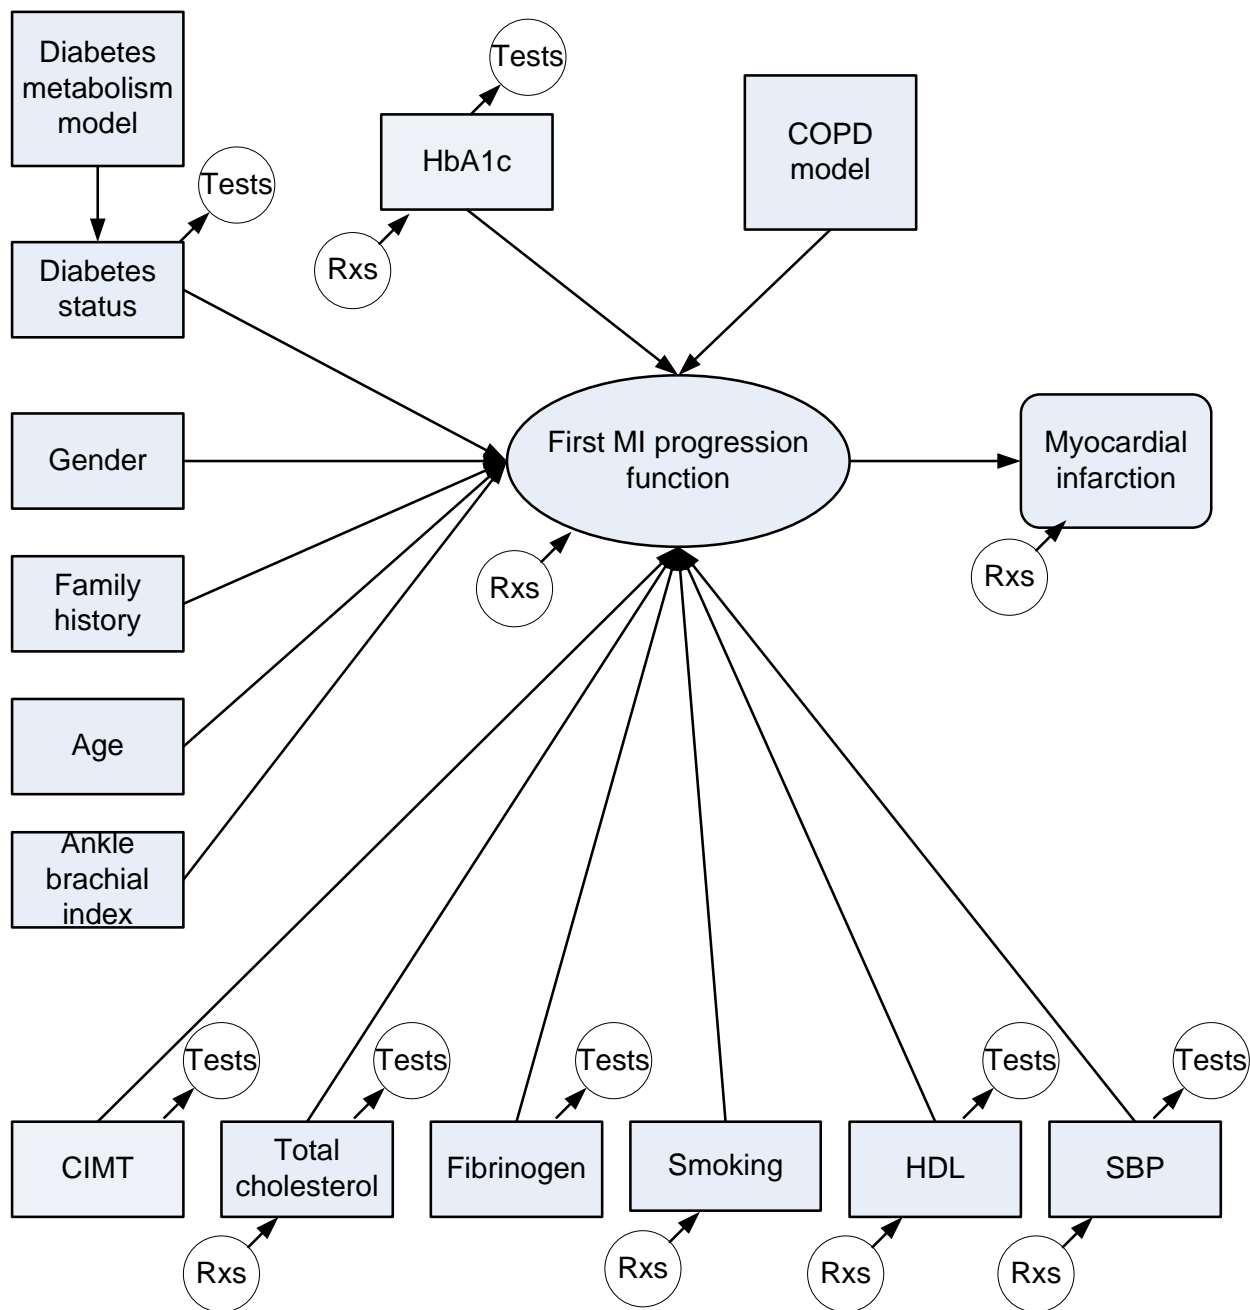 Diabetes
metabolism
model
Tests
HbA1c
Rxs
COPD
model
Tests
Diabetes
status
Gender
Family
history
Age
Ankle
brachial
index
First MI progression
function
Rxs
Myocardial
infarction
Rxs
Tests
CIMT
Tests
Total
cholesterol
Rxs
Tests
Fibrinogen
Smoking
Rxs
Tests
HDL
Rxs
Tests
SBP
Rxs